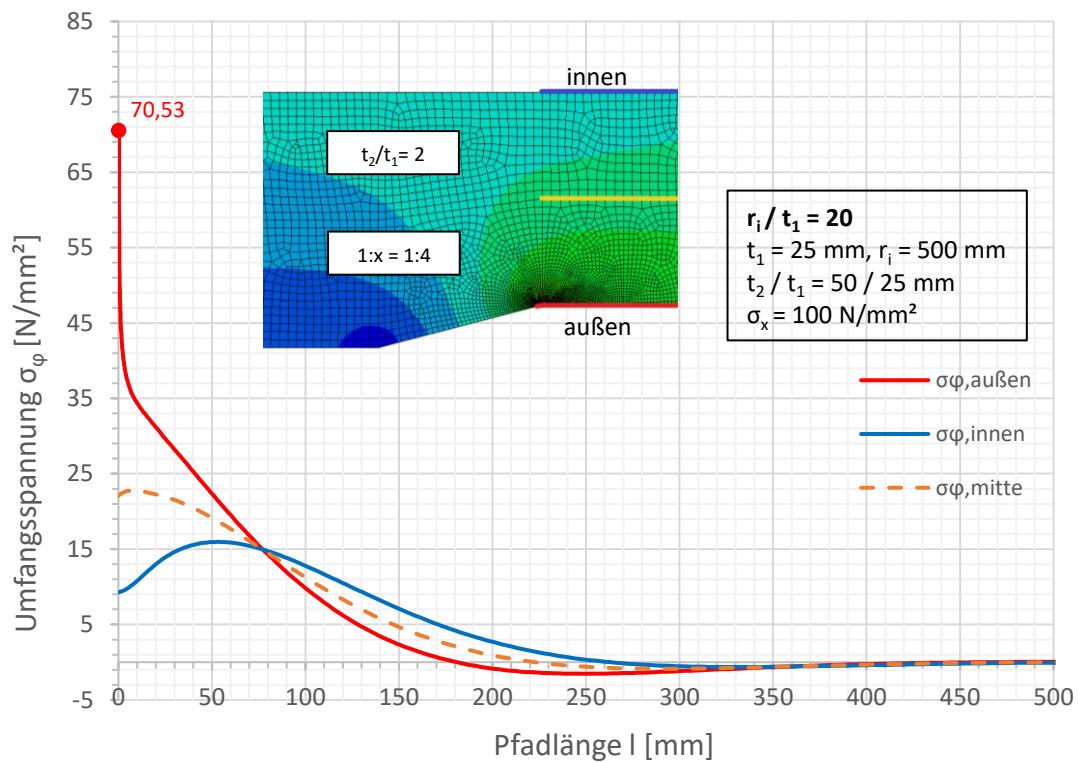 Umfangsspannung σφ [N/mm²]
85
75
65
55
45
35
25
15
5
-5
70,53
innen
t₂/t₁= 2
1:x = 1:4
außen
rᵢ / t₁ = 20
t₁ = 25 mm, rᵢ = 500 mm
t₂ / t₁ = 50 / 25 mm
σₓ = 100 N/mm²
σφ,außen
σφ,innen
σφ,mitte
0 50 100 150 200 250 300 350 400 450 500
Pfadlänge l [mm]